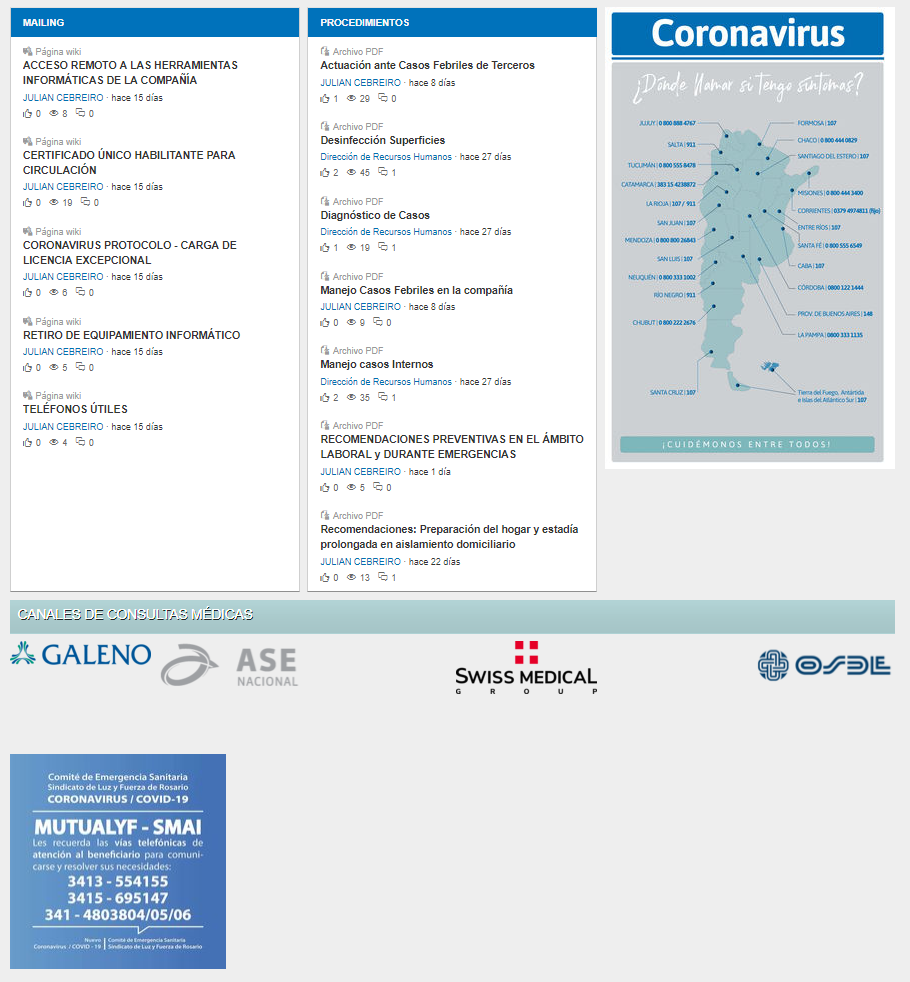 MAILING
Página wiki
ACCESO REMOTO A LAS HERRAMIENTAS
INFORMÁTICAS DE LA COMPAÑÍA
JULIAN CEBREIRO · hace 15 días
0 8 0
Página wiki
CERTIFICADO ÚNICO HABILITANTE PARA
CIRCULACIÓN
JULIAN CEBREIRO · hace 15 días
0 19 0
Página wiki
CORONAVIRUS PROTOCOLO - CARGA DE
LICENCIA EXCEPCIONAL
JULIAN CEBREIRO · hace 15 días
0 6 0
Página wiki
RETIRO DE EQUIPAMIENTO INFORMÁTICO
JULIAN CEBREIRO · hace 15 días
0 5 0
Página wiki
TELÉFONOS ÚTILES
JULIAN CEBREIRO · hace 15 días
0 4 0
PROCEDIMIENTOS
Archivo PDF
Actuación ante Casos Febriles de Terceros
JULIAN CEBREIRO · hace 8 días
1 29 0
Archivo PDF
Desinfección Superficies
Dirección de Recursos Humanos · hace 27 días
2 45 1
Archivo PDF
Diagnóstico de Casos
Dirección de Recursos Humanos · hace 27 días
1 19 1
Archivo PDF
Manejo Casos Febriles en la compañía
JULIAN CEBREIRO · hace 8 días
0 9 0
Archivo PDF
Manejo casos Internos
Dirección de Recursos Humanos · hace 27 días
2 35 1
Archivo PDF
RECOMENDACIONES PREVENTIVAS EN EL ÁMBITO
LABORAL y DURANTE EMERGENCIAS
JULIAN CEBREIRO · hace 1 día
0 5 0
Archivo PDF
Recomendaciones: Preparación del hogar y estadía
prolongada en aislamiento domiciliario
JULIAN CEBREIRO · hace 22 días
0 13 1
Coronavirus
¿Dónde llamar si tengo síntomas?
JUJUY | 0 800 888 4767
SALTA | 911
TUCUMÁN | 0 800 555 8478
CATAMARCA | 383 15 4238872
LA RIOJA | 107 / 911
SAN JUAN | 107
MENDOZA | 0 800 800 26843
SAN LUIS | 107
NEUQUÉN | 0 800 333 1002
RÍO NEGRO | 911
CHUBUT | 0 800 222 2676
SANTA CRUZ | 107
FORMOSA | 107
CHACO | 0 800 444 0829
SANTIAGO DEL ESTERO | 107
MISIONES | 0 800 444 3400
CORRIENTES | 0379 4974811 (fijo)
ENTRE RÍOS | 107
SANTA FÉ | 0 800 555 6549
CABA | 107
CÓRDOBA | 0800 122 1444
PROV. DE BUENOS AIRES | 148
LA PAMPA | 0800 333 1135
Tierra del Fuego, Antártida
e islas del Atlántico Sur | 107
¡CUIDÉMONOS ENTRE TODOS!
CANALES DE CONSULTAS MÉDICAS
GALENO
ASE
NACIONAL
SWISS MEDICAL
GROUP
OSDE
Comité de Emergencia Sanitaria
Sindicato de Luz y Fuerza de Rosario
CORONAVIRUS / COVID-19
MUTUALYF - SMAI
Les recuerda las vías telefónicas de
atención al beneficiario para comuni-
carse y resolver sus necesidades:
3413 - 554155
3415 - 695147
341 - 4803804/05/06
Nuevo
Coronavirus / COVID - 19
Comité de Emergencia Sanitaria
Sindicato de Luz y Fuerza de Rosario